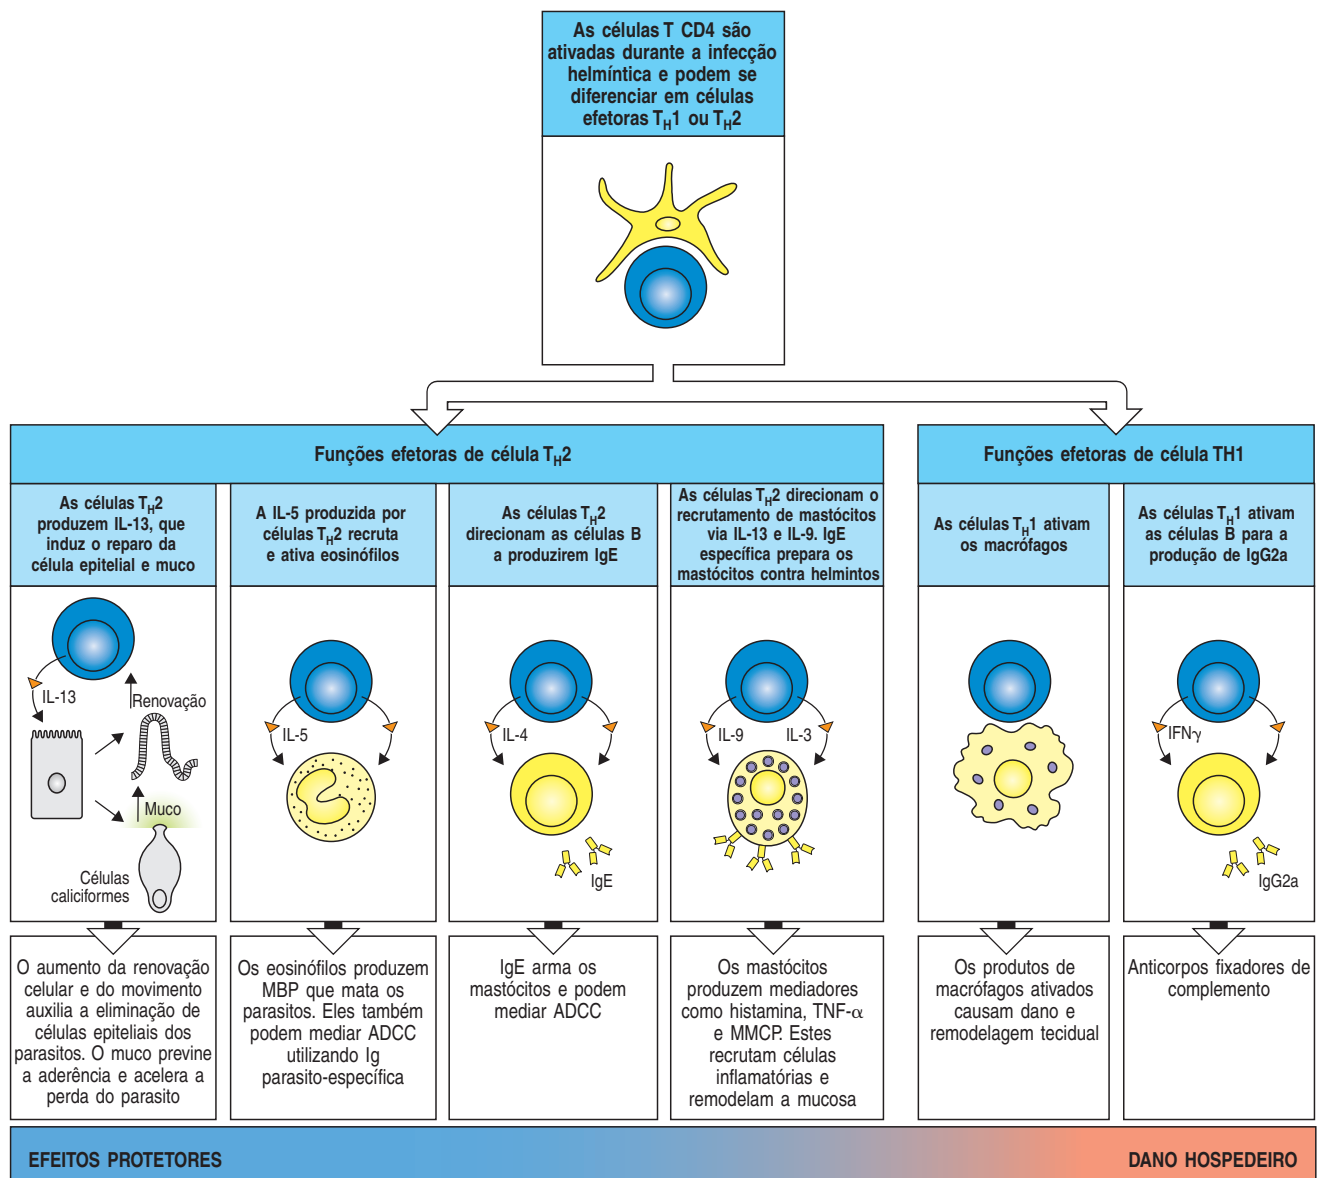 As células T CD4 são
ativadas durante a infecção
helmíntica e podem se
diferenciar em células
efetoras TH1 ou TH2
Funções efetoras de célula TH2
As células TH2
produzem IL-13, que
induz o reparo da
célula epitelial e muco
IL-13
Renovação
Muco
Células
caliciformes
O aumento da renovação
celular e do movimento
auxilia a eliminação de
células epiteliais dos
parasitos. O muco previne
a aderência e acelera a
perda do parasito
A IL-5 produzida por
células TH2 recruta
e ativa eosinófilos
IL-5
Os eosinófilos produzem
MBP que mata os
parasitos. Eles também
podem mediar ADCC
utilizando Ig
parasito-específica
As células TH2
direcionam as células B
a produzirem IgE
IL-4
IgE
IgE arma os
mastócitos e podem
mediar ADCC
As células TH2 direcionam o
recrutamento de mastócitos
via IL-13 e IL-9. IgE
específica prepara os
mastócitos contra helmintos
IL-9 IL-3
Os mastócitos
produzem mediadores
como histamina, TNF-α
e MMCP. Estes
recrutam células
inflamatórias e
remodelam a mucosa
Funções efetoras de célula TH1
As células TH1 ativam
os macrófagos
Os produtos de
macrófagos ativados
causam dano e
remodelagem tecidual
As células TH1 ativam
as células B para a
produção de IgG2a
IFN-γ
IgG2a
Anticorpos fixadores de
complemento
EFEITOS PROTETORES
DANO HOSPEDEIRO